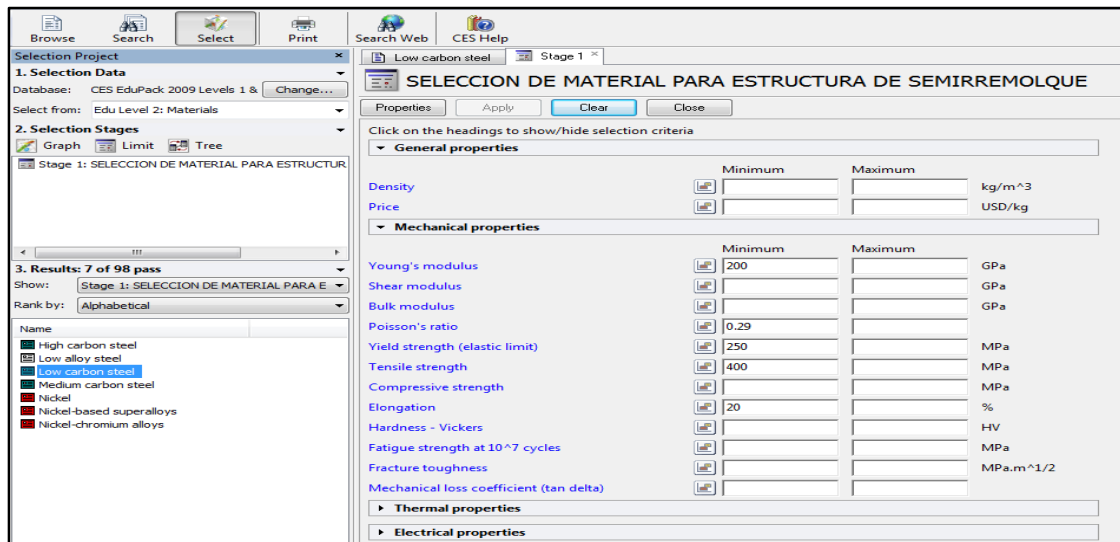 Browse Search Select Print Search Web CES Help
Selection Project
1. Selection Data
Database: CES EduPack 2009 Levels 1 & Change...
Select from: Edu Level 2: Materials
2. Selection Stages
Graph Limit Tree
Stage 1: SELECCION DE MATERIAL PARA ESTRUCTUR
3. Results: 7 of 98 pass
Show: Stage 1: SELECCION DE MATERIAL PARA E
Rank by: Alphabetical
Name
High carbon steel
Low alloy steel
Low carbon steel
Medium carbon steel
Nickel
Nickel-based superalloys
Nickel-chromium alloys
Low carbon steel Stage 1
SELECCION DE MATERIAL PARA ESTRUCTURA DE SEMIRREMOLQUE
Properties Apply Clear Close
Click on the headings to show/hide selection criteria
General properties
Minimum Maximum
Density kg/m^3
Price USD/kg
Mechanical properties
Minimum Maximum
Young's modulus 200 GPa
Shear modulus GPa
Bulk modulus GPa
Poisson's ratio 0.29
Yield strength (elastic limit) 250 MPa
Tensile strength 400 MPa
Compressive strength MPa
Elongation 20 %
Hardness - Vickers HV
Fatigue strength at 10^7 cycles MPa
Fracture toughness MPa.m^1/2
Mechanical loss coefficient (tan delta)
Thermal properties
Electrical properties